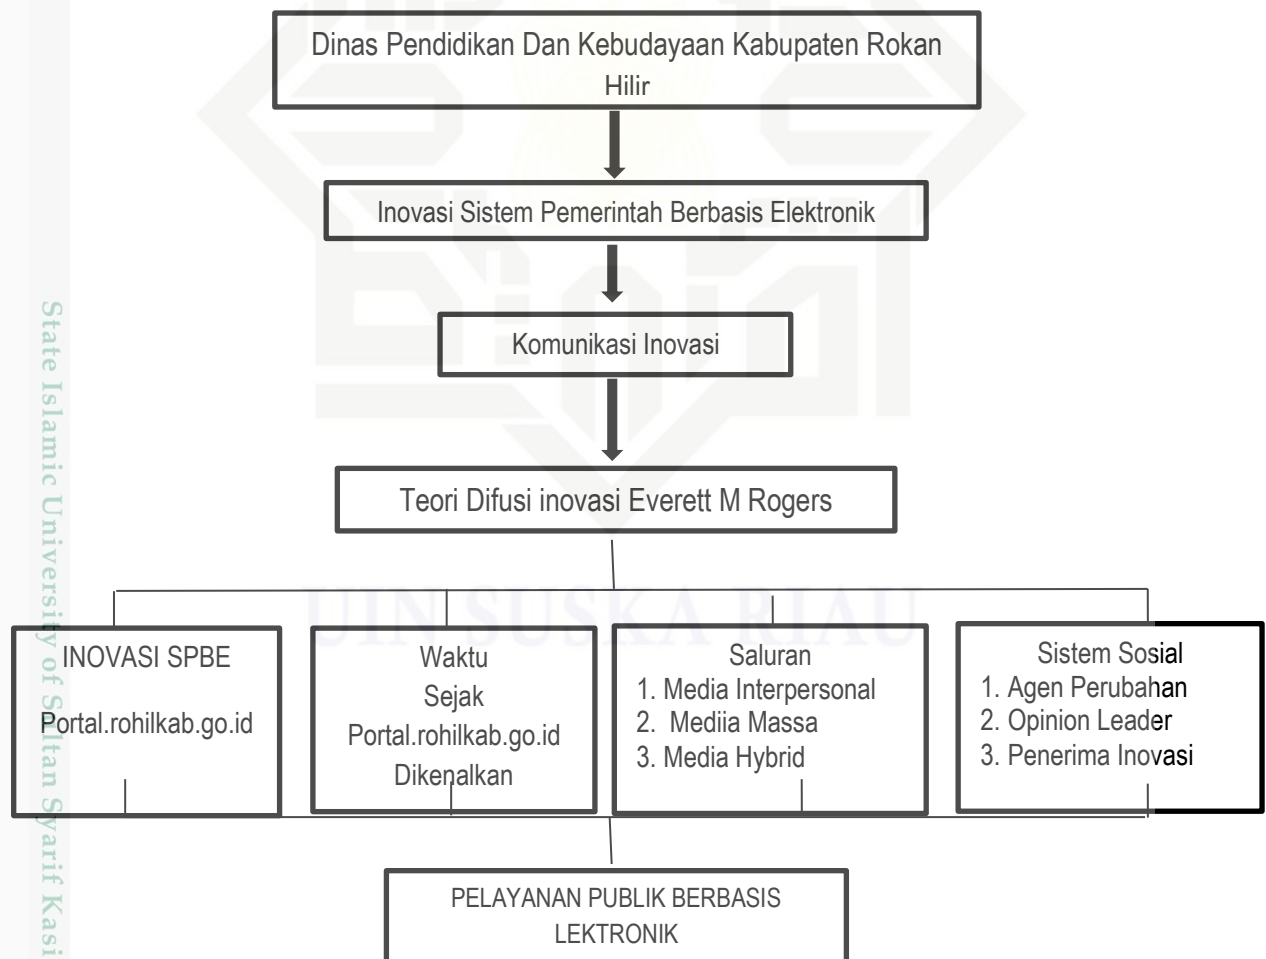 Dinas Pendidikan Dan Kebudayaan Kabupaten Rokan
Hilir
Inovasi Sistem Pemerintah Berbasis Elektronik
Komunikasi Inovasi
Teori Difusi inovasi Everett M Rogers
UIN SUSKA RIAU
INOVASI SPBE
Portal.rohilkab.go.id
Waktu
Sejak
Portal.rohilkab.go.id
Dikenalkan
Saluran
1. Media Interpersonal
2. Mediia Massa
3. Media Hybrid
Sistem Sosial
1. Agen Perubahan
2. Opinion Leader
3. Penerima Inovasi
PELAYANAN PUBLIK BERBASIS
LEKTRONIK
State Islamic University of Sultan Syarif Kasi